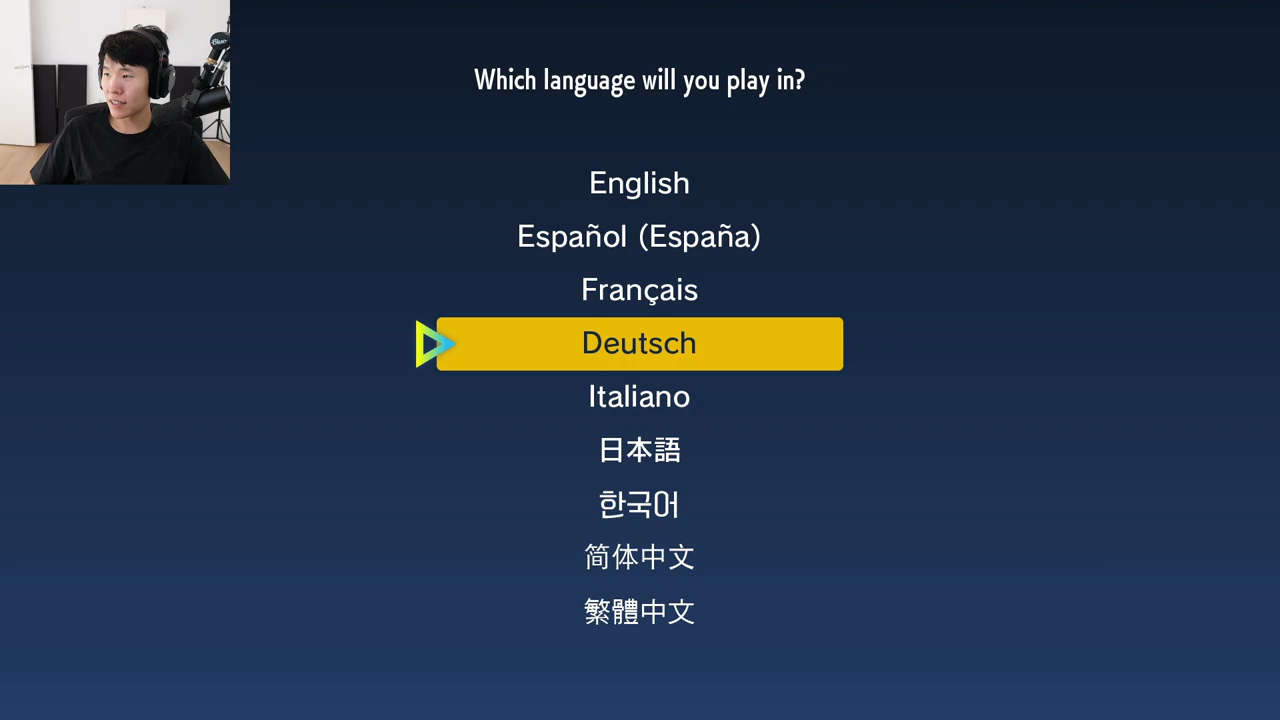 Which language will you play in?
English
Español (España)
Français
Deutsch
Italiano
日本語
한국어
简体中文
繁體中文
Blue